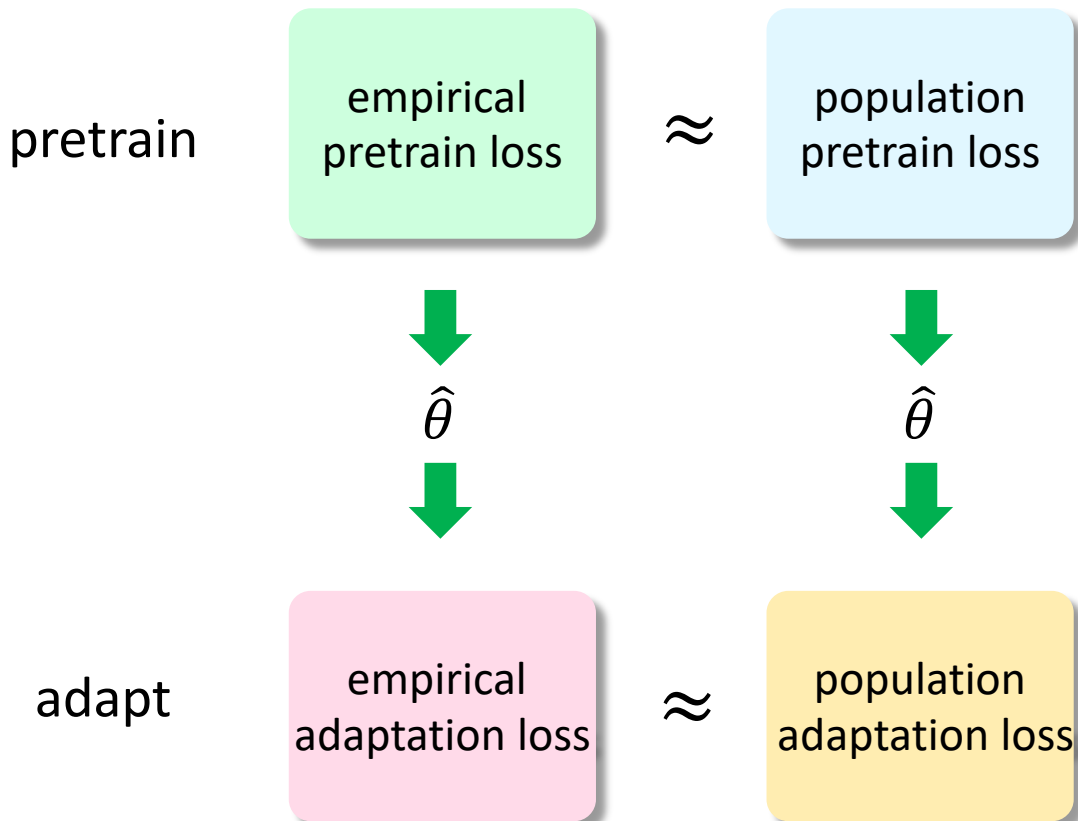 pretrain
empirical
pretrain loss
≈
population
pretrain loss
θ̂
θ̂
adapt
empirical
adaptation loss
≈
population
adaptation loss